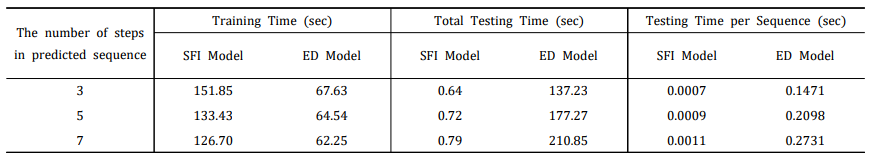 The number of steps in predicted sequence Training Time (sec) Total Testing Time (sec) Testing Time per Sequence (sec)
SFI Model ED Model SFI Model ED Model SFI Model ED Model
3 151.85 67.63 0.64 137.23 0.0007 0.1471
5 133.43 64.54 0.72 177.27 0.0009 0.2098
7 126.70 62.25 0.79 210.85 0.0011 0.2731